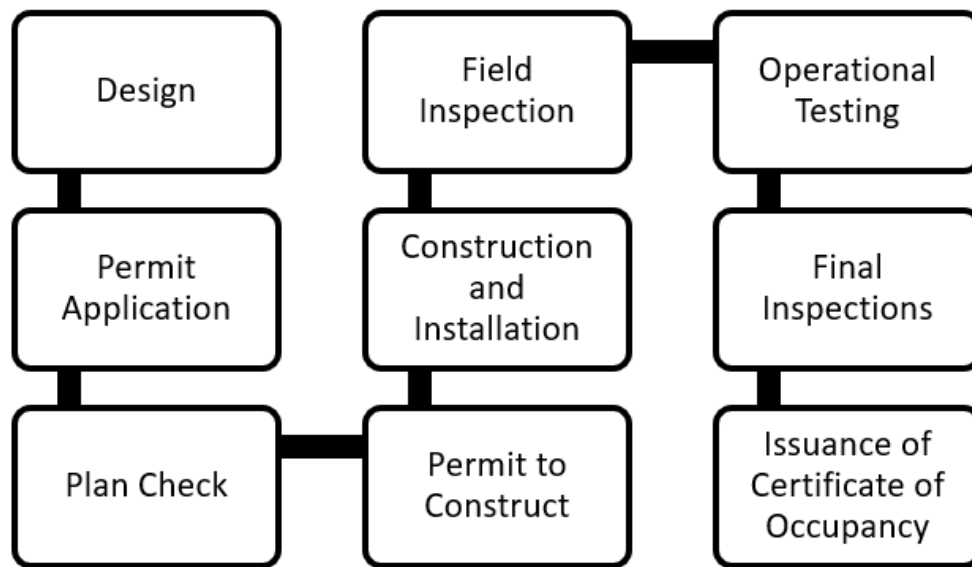 Design
Permit
Application
Plan Check
Permit to
Construct
Construction
and
Installation
Field
Inspection
Operational
Testing
Final
Inspections
Issuance of
Certificate of
Occupancy